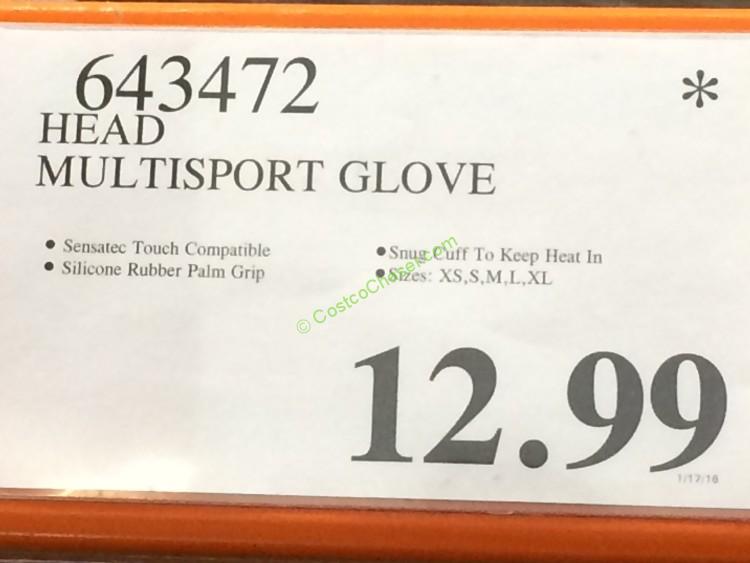 643472
*
HEAD
MULTISPORT GLOVE
• Sensatec Touch Compatible
• Silicone Rubber Palm Grip
• Snug Cuff To Keep Heat In
• Sizes: XS,S,M,L,XL
© CostcoChaser.com
12.99
1/17/16